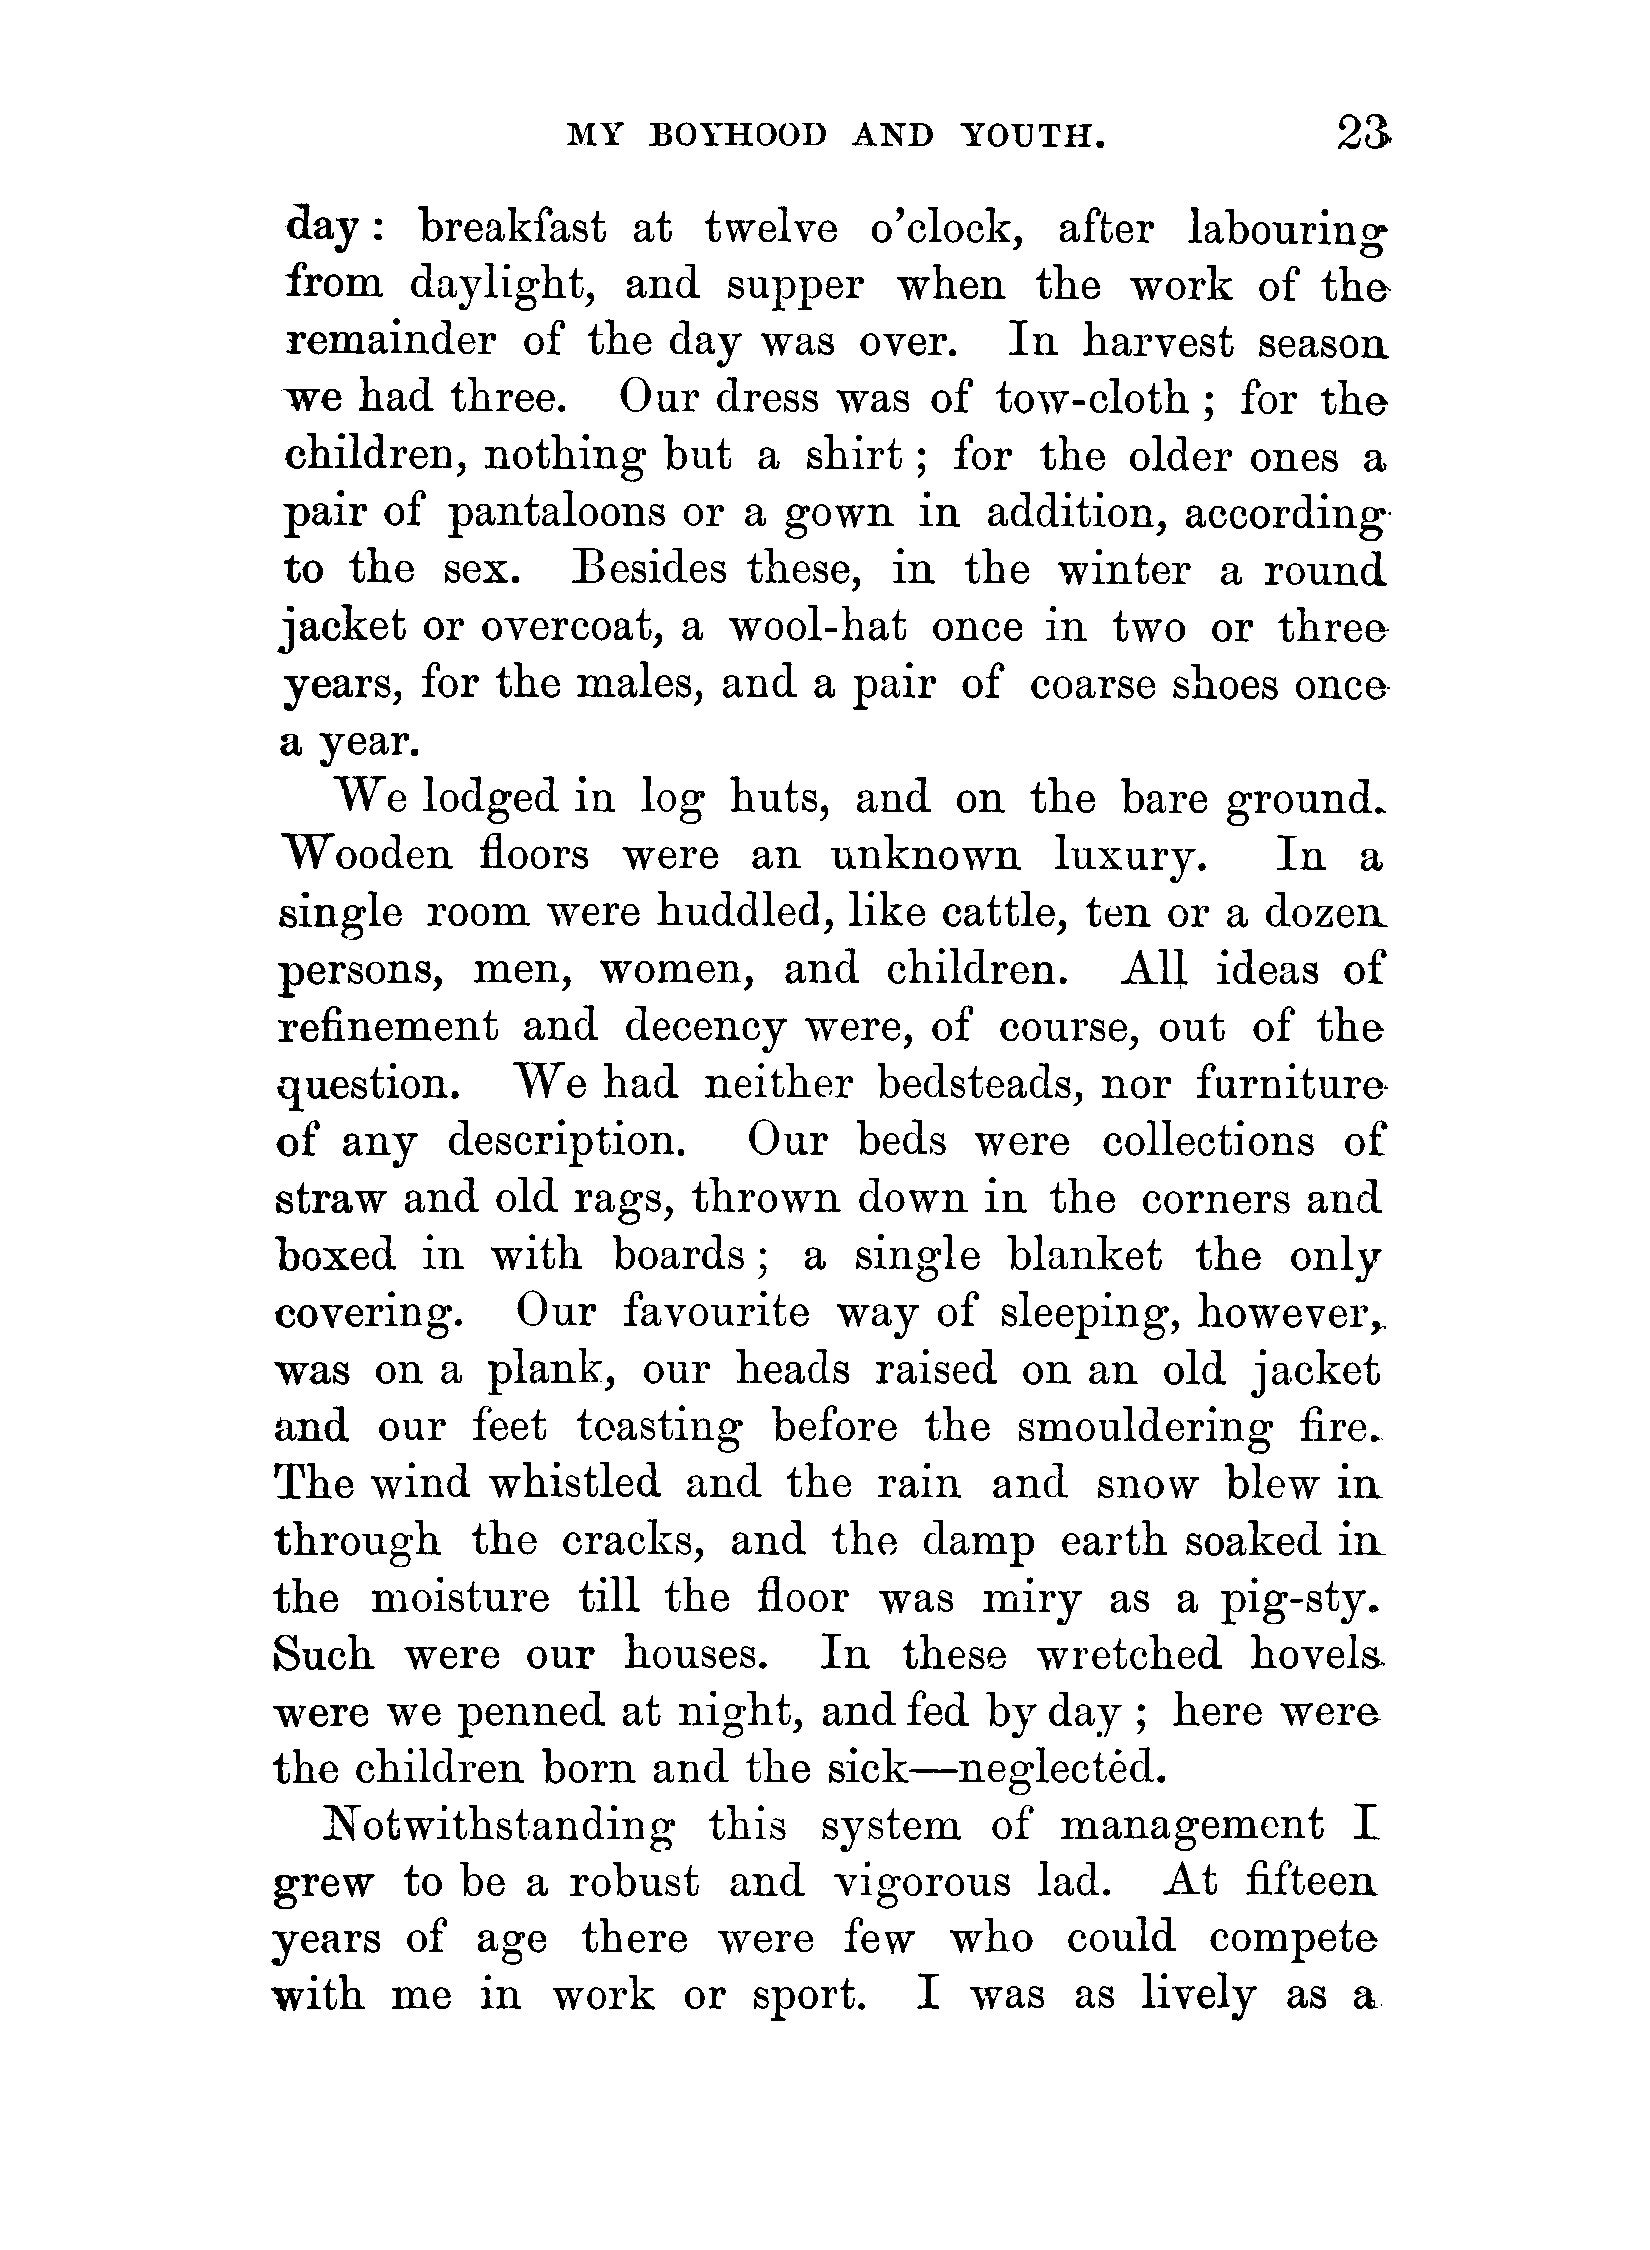 MY BOYHOOD AND YOUTH. 23
day : breakfast at twelve o'clock, after labouring
from daylight, and supper when the work of the
remainder of the day was over. In harvest season
we had three. Our dress was of tow-cloth ; for the
children, nothing but a shirt ; for the older ones a
pair of pantaloons or a gown in addition, according
to the sex. Besides these, in the winter a round
jacket or overcoat, a wool-hat once in two or three
years, for the males, and a pair of coarse shoes once
a year.
We lodged in log huts, and on the bare ground.
Wooden floors were an unknown luxury. In a
single room were huddled, like cattle, ten or a dozen
persons, men, women, and children. All ideas of
refinement and decency were, of course, out of the
question. We had neither bedsteads, nor furniture
of any description. Our beds were collections of
straw and old rags, thrown down in the corners and
boxed in with boards ; a single blanket the only
covering. Our favourite way of sleeping, however,
was on a plank, our heads raised on an old jacket
and our feet toasting before the smouldering fire.
The wind whistled and the rain and snow blew in
through the cracks, and the damp earth soaked in
the moisture till the floor was miry as a pig-sty.
Such were our houses. In these wretched hovels
were we penned at night, and fed by day ; here were
the children born and the sick—neglected.
Notwithstanding this system of management I
grew to be a robust and vigorous lad. At fifteen
years of age there were few who could compete
with me in work or sport. I was as lively as a